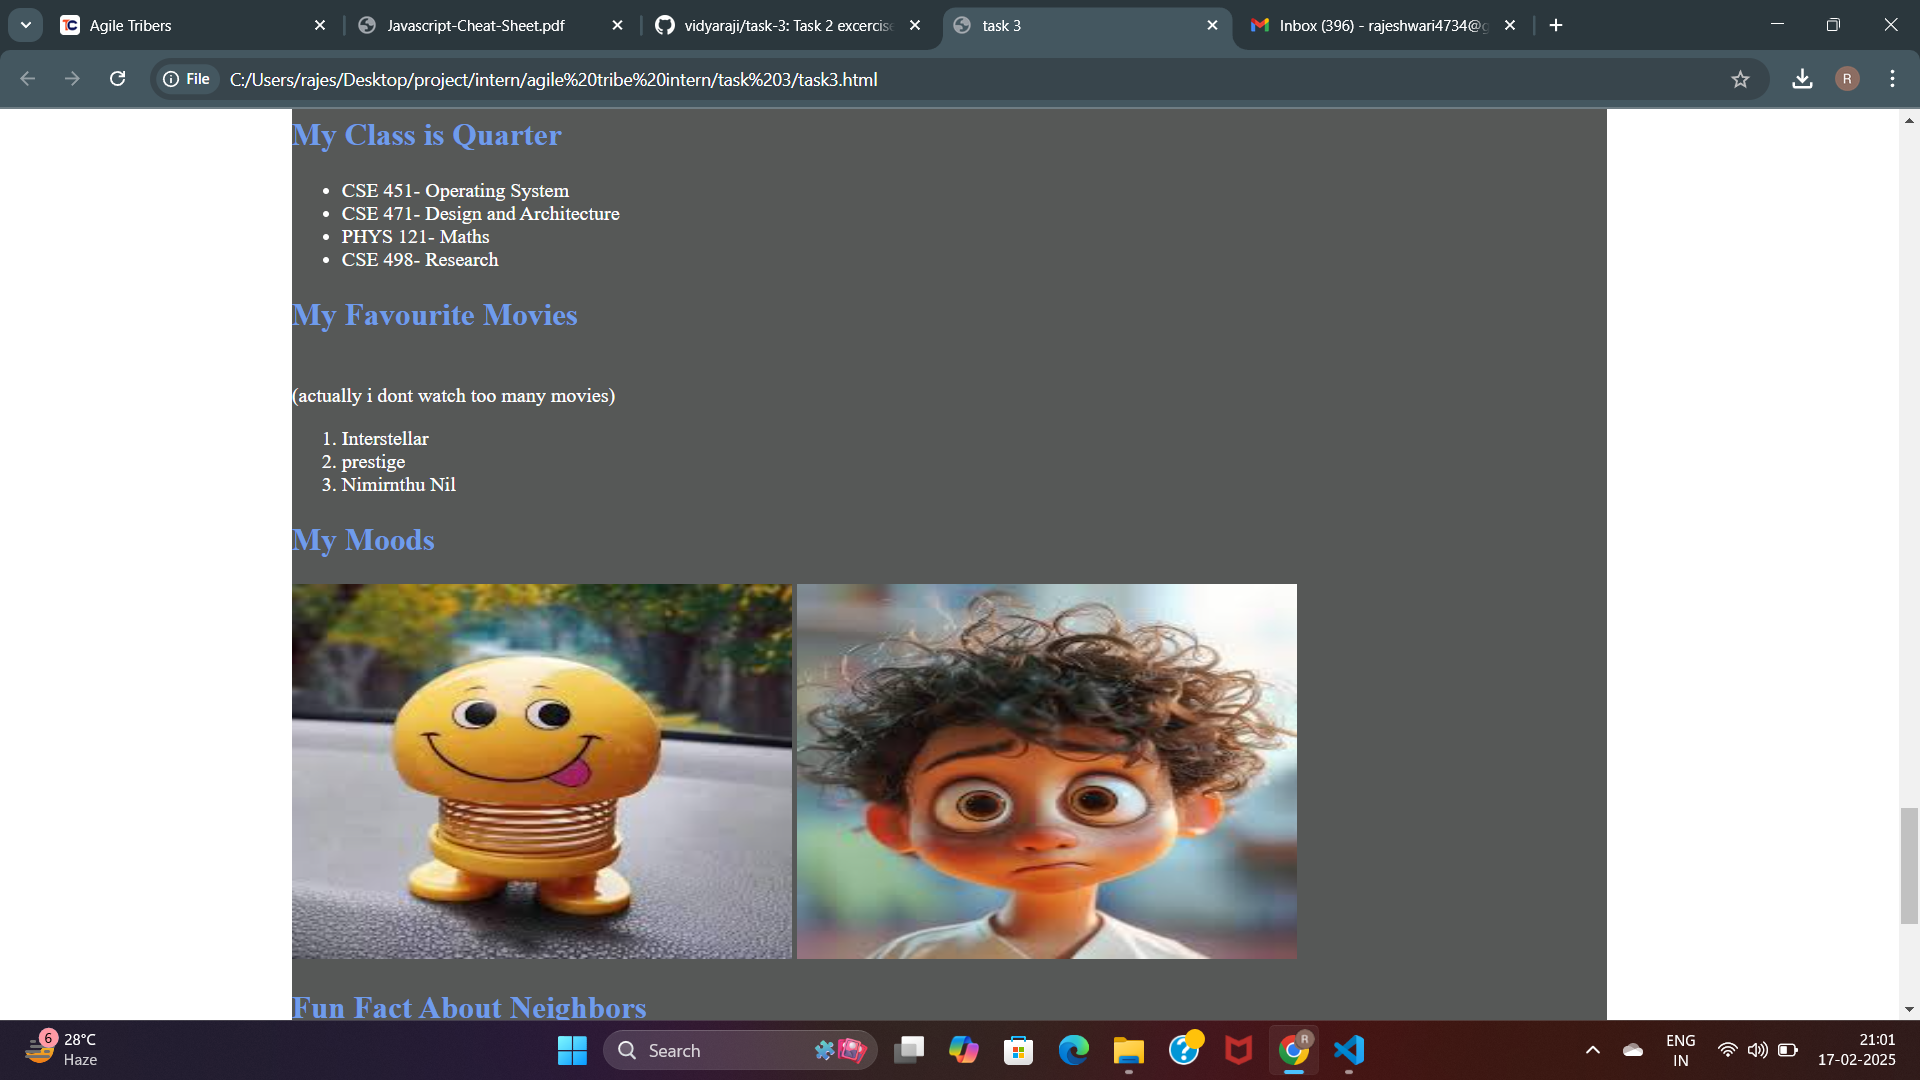 Agile Tribers
Javascript-Cheat-Sheet.pdf
vidyaraji/task-3: Task 2 excercise
task 3
Inbox (396) - rajeshwari4734@g
File
C:/Users/rajes/Desktop/project/intern/agile%20tribe%20intern/task%203/task3.html
R
My Class is Quarter
CSE 451- Operating System
CSE 471- Design and Architecture
PHYS 121- Maths
CSE 498- Research
My Favourite Movies
(actually i dont watch too many movies)
1. Interstellar
2. prestige
3. Nimirnthu Nil
My Moods
Fun Fact About Neighbors
6
28°C
Haze
Search
R
ENG
IN
21:01
17-02-2025